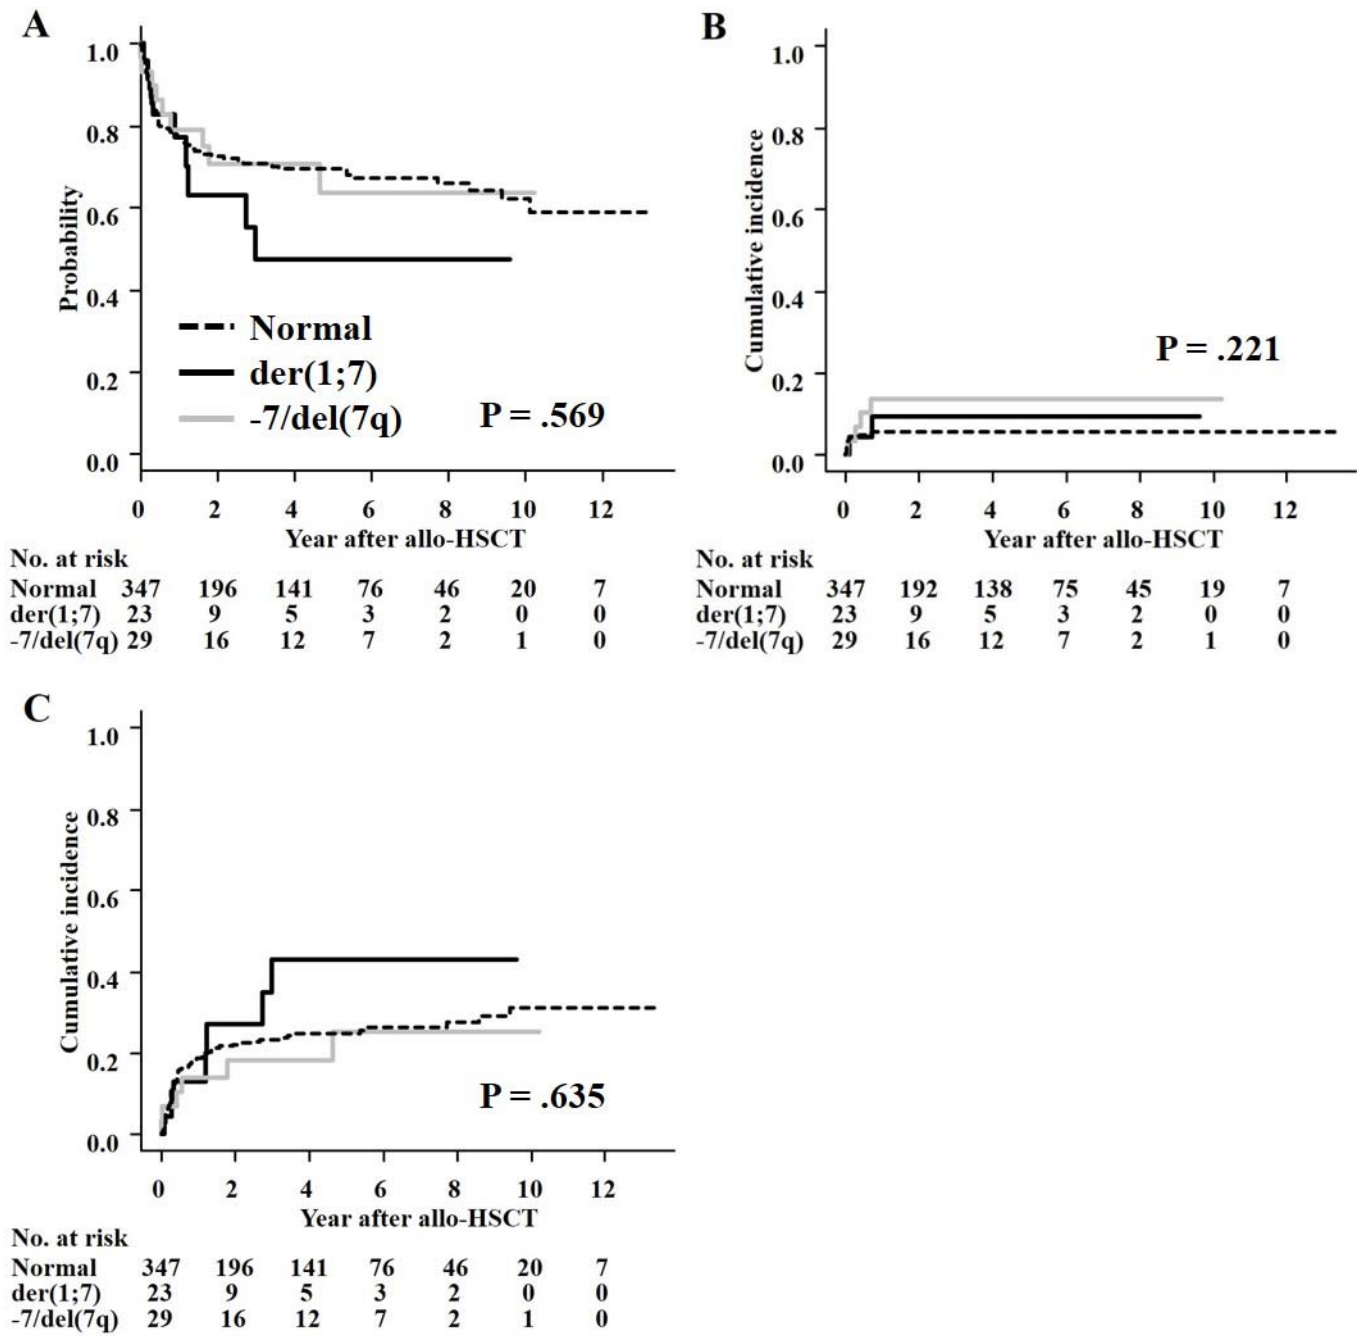 A
Probability
1.0
0.8
0.6
0.4
0.2
0.0
Normal
der(1;7)
-7/del(7q)
P = .569
0 2 4 6 8 10 12
Year after allo-HSCT
No. at risk
Normal 347 196 141 76 46 20 7
der(1;7) 23 9 5 3 2 0 0
-7/del(7q) 29 16 12 7 2 1 0
B
Cumulative incidence
1.0
0.8
0.6
0.4
0.2
0.0
P = .221
0 2 4 6 8 10 12
Year after allo-HSCT
No. at risk
Normal 347 192 138 75 45 19 7
der(1;7) 23 9 5 3 2 0 0
-7/del(7q) 29 16 12 7 2 1 0
C
Cumulative incidence
1.0
0.8
0.6
0.4
0.2
0.0
P = .635
0 2 4 6 8 10 12
Year after allo-HSCT
No. at risk
Normal 347 196 141 76 46 20 7
der(1;7) 23 9 5 3 2 0 0
-7/del(7q) 29 16 12 7 2 1 0